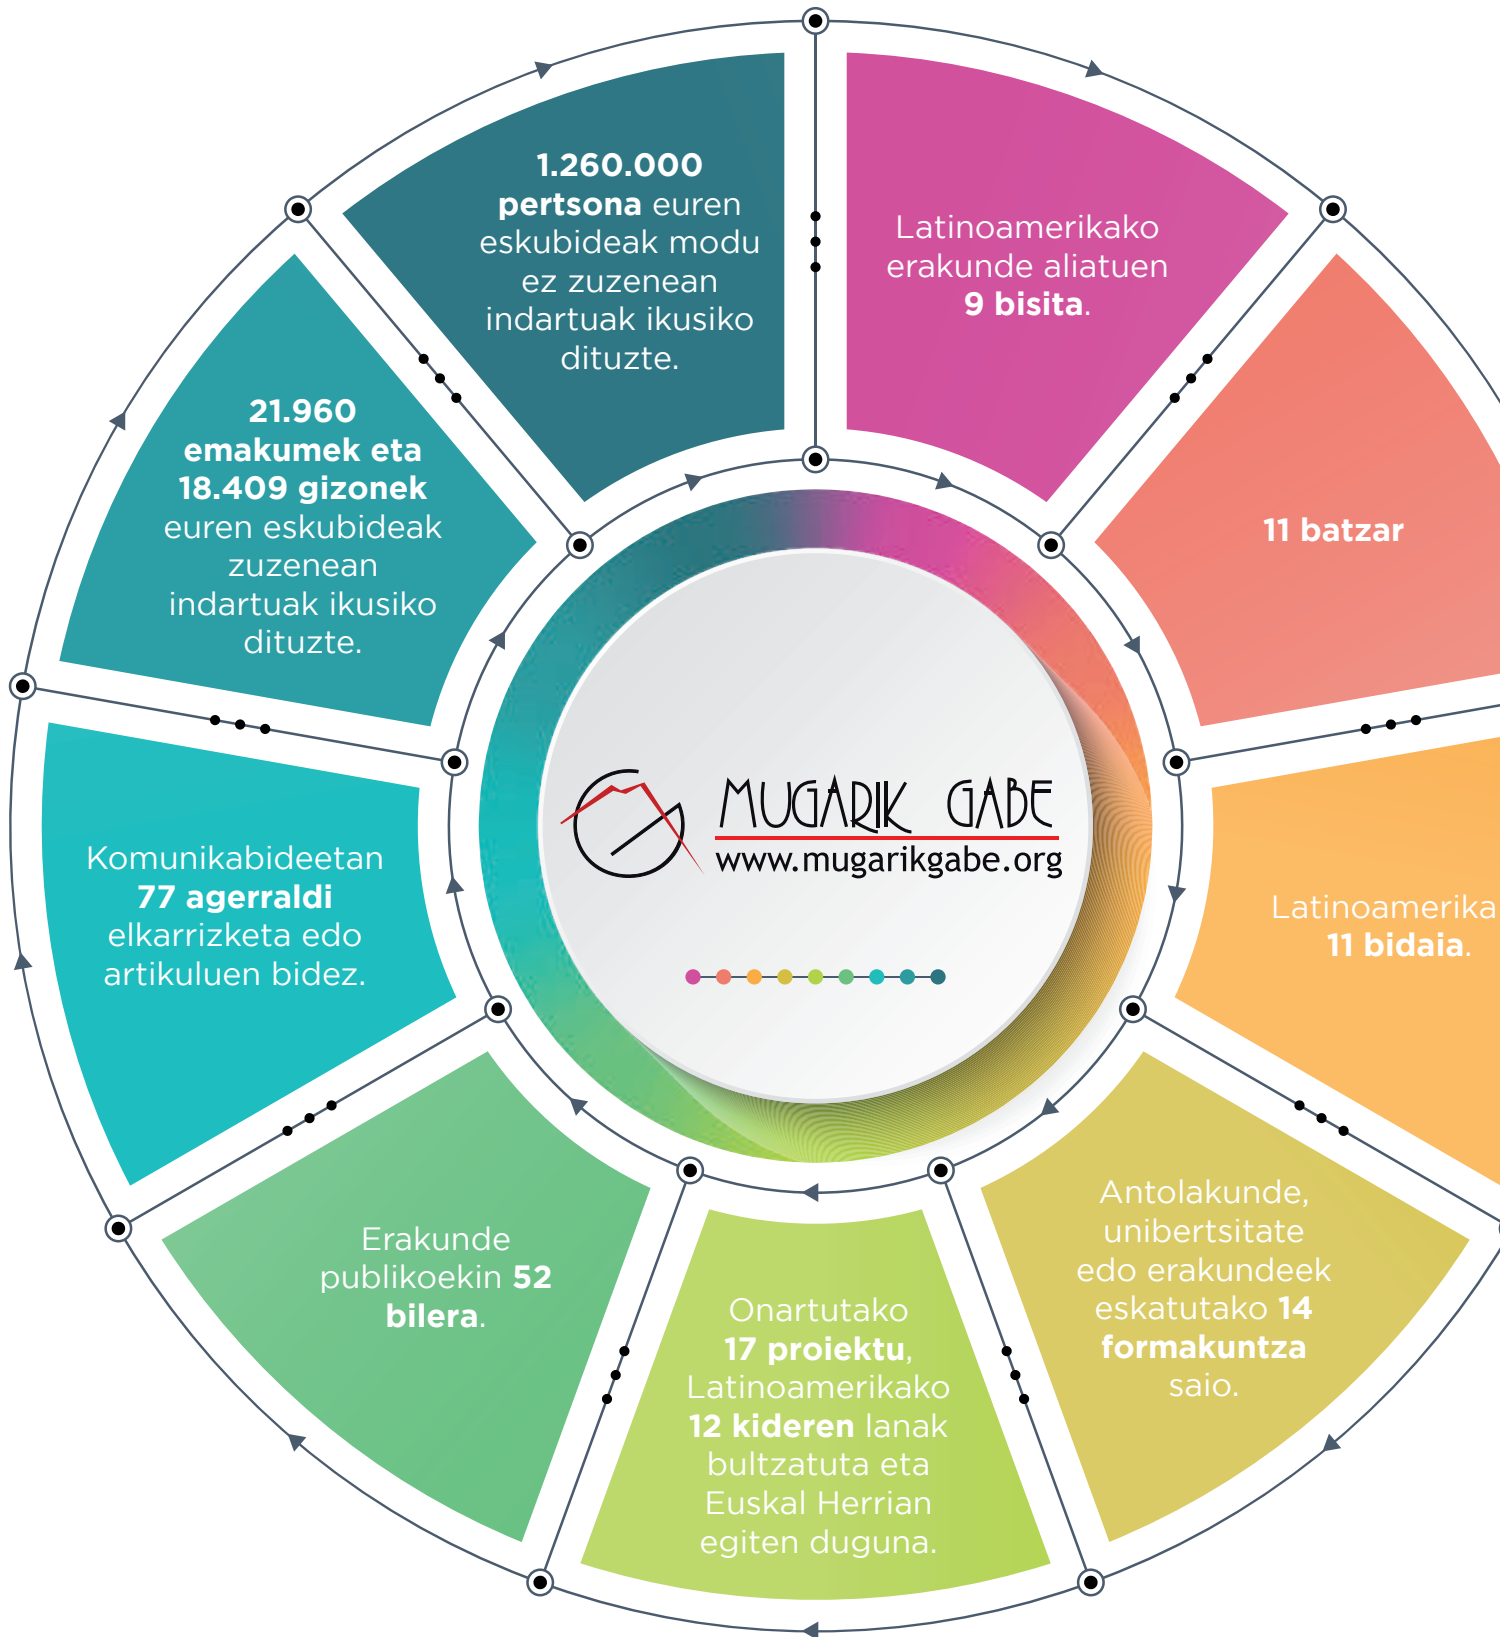 1.260.000
pertsona euren
eskubideak modu
ez zuzenean
indartuak ikusiko
dituzte.
Latinoamerikako
erakunde aliatuen
9 bisita.
11 batzar
Latinoamerika
11 bidaia.
Antolakunde,
unibertsitate
edo erakundeek
eskatutako 14
formakuntza
saio.
Onartutako
17 proiektu,
Latinoamerikako
12 kideren lanak
bultzatuta eta
Euskal Herrian
egiten duguna.
Erakunde
publikoekin 52
bilera.
Komunikabideetan
77 agerraldi
elkarrizketa edo
artikuluen bidez.
21.960
emakumek eta
18.409 gizonek
euren eskubideak
zuzenean
indartuak ikusiko
dituzte.
MUGARIK GABE
www.mugarikgabe.org